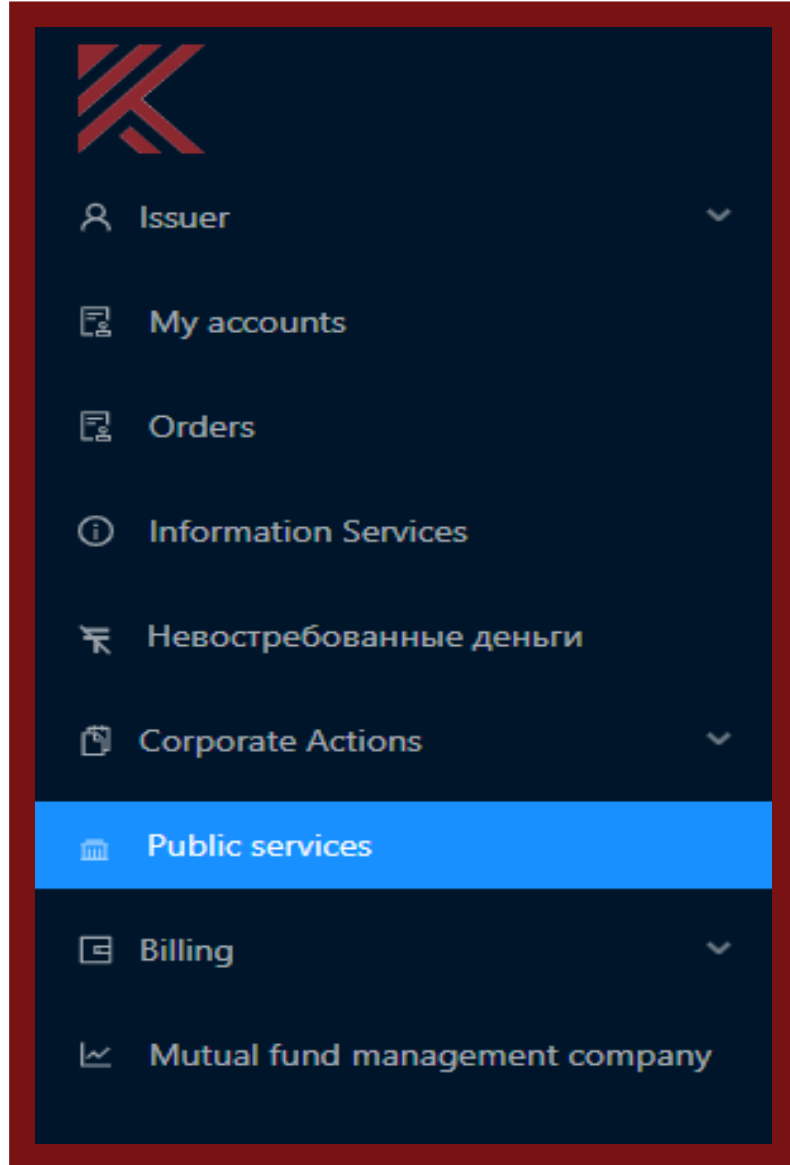 Issuer
My accounts
Orders
Information Services
Невостребованные деньги
Corporate Actions
Public services
Billing
Mutual fund management company